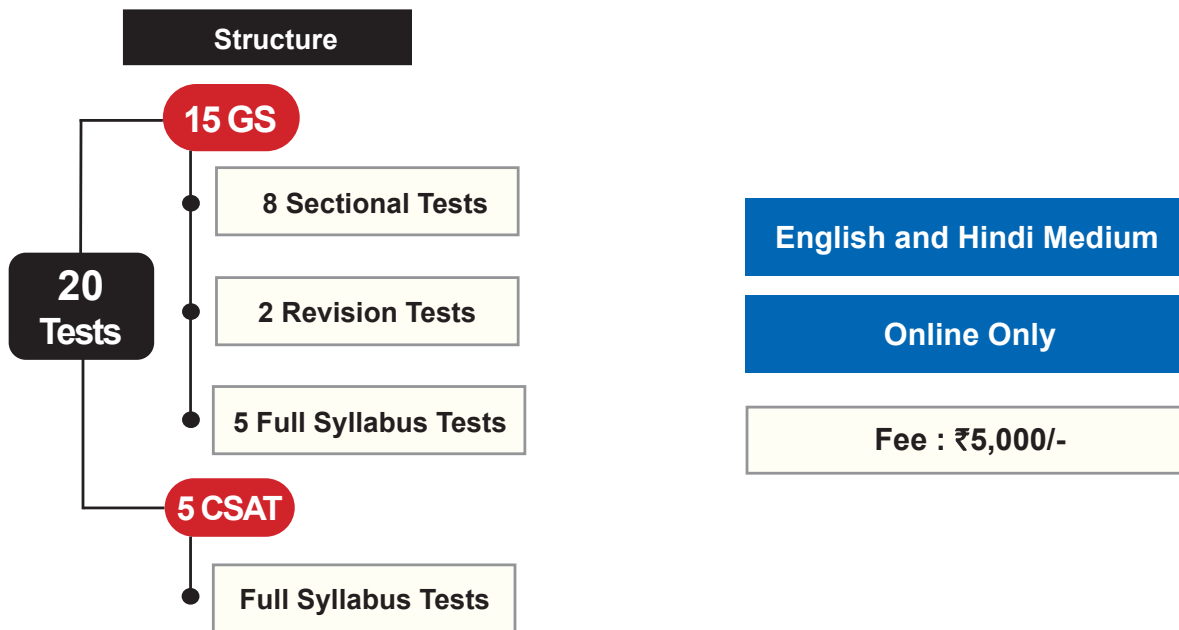 Structure
15 GS
8 Sectional Tests
2 Revision Tests
20
Tests
5 Full Syllabus Tests
5 CSAT
Full Syllabus Tests
English and Hindi Medium
Online Only
Fee : ₹5,000/-